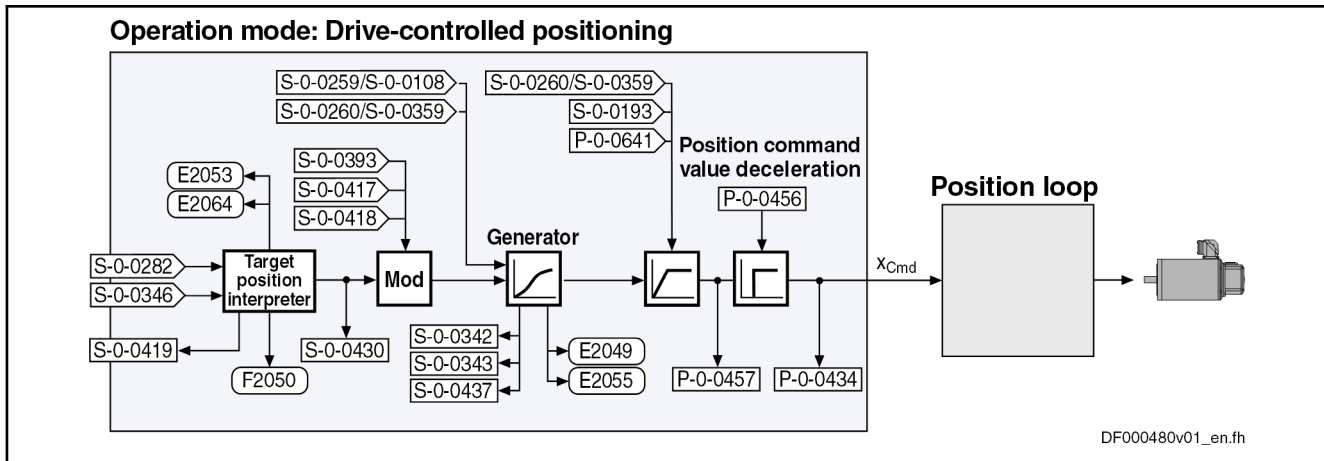 Operation mode: Drive-controlled positioning
S-0-0259/S-0-0108
S-0-0260/S-0-0359
S-0-0260/S-0-0359
S-0-0193
P-0-0641
Position command
value deceleration
P-0-0456
E2053
E2064
S-0-0393
S-0-0417
S-0-0418
Generator
Position loop
S-0-0282
S-0-0346
Target
position
interpreter
Mod
xCmd
S-0-0419
F2050
S-0-0430
S-0-0342
S-0-0343
S-0-0437
E2049
E2055
P-0-0457
P-0-0434
DF000480v01_en.fh